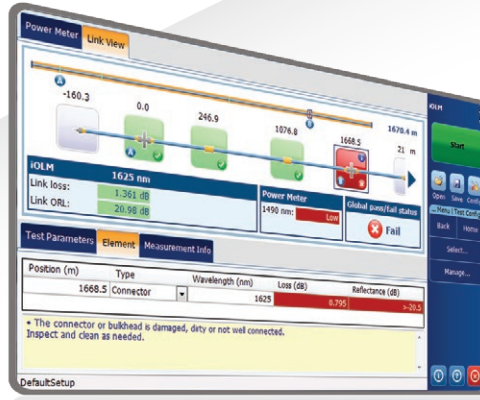 Power Meter Link View
-160.3 0.0 246.9 1076.8 1668.5 1670.4 m
21 m
A B
A B
iOLM 1625 nm
Link loss: 1.361 dB
Link ORL: 20.98 dB
Power Meter
1490 nm: Low
Global pass/fail status
Fail
Test Parameters Element Measurement Info
Position (m) Type Wavelength (nm) Loss (dB) Reflectance (dB)
1668.5 Connector 1625 0.795 >-20.5
• The connector or bulkhead is damaged, dirty or not well connected.
Inspect and clean as needed.
DefaultSetup
iOLM
Start
Open Save
Menu | Test Config
Back Home
Select...
Manage...